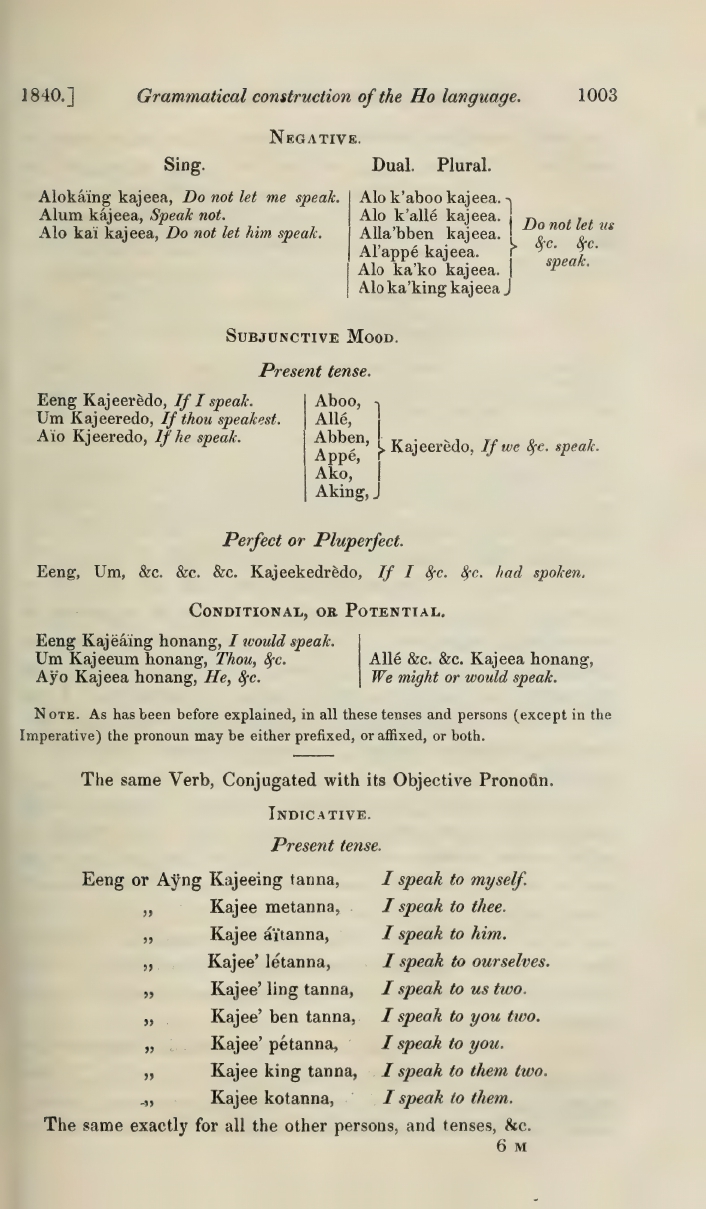 1840.] Grammatical construction of the Ho language. 1003
NEGATIVE.
Sing. Dual. Plural.
Alokáïng kajeea, Do not let me speak.
Alum kájeea, Speak not.
Alo kaï kajeea, Do not let him speak.
Alo k'aboo kajeea.
Alo k'allé kajeea.
Alla'bben kajeea.
Al'appé kajeea.
Alo ka'ko kajeea.
Alo ka'king kajeea
Do not let us
&c. &c.
speak.
SUBJUNCTIVE MOOD.
Present tense.
Eeng Kajeerèdo, If I speak.
Um Kajeeredo, If thou speakest.
Aïo Kjeeredo, If he speak.
Aboo,
Allé,
Abben,
Appé,
Ako,
Aking,
Kajeerèdo, If we &c. speak.
Perfect or Pluperfect.
Eeng, Um, &c. &c. &c. Kajeekedrèdo, If I &c. &c. had spoken.
CONDITIONAL, OR POTENTIAL.
Eeng Kajëáïng honang, I would speak.
Um Kajeeum honang, Thou, &c.
Aÿo Kajeea honang, He, &c.
Allé &c. &c. Kajeea honang,
We might or would speak.
NOTE. As has been before explained, in all these tenses and persons (except in the
Imperative) the pronoun may be either prefixed, or affixed, or both.
The same Verb, Conjugated with its Objective Pronoun.
INDICATIVE.
Present tense.
Eeng or Aÿng Kajeeing tanna, I speak to myself.
„ Kajee metanna, I speak to thee.
„ Kajee áïtanna, I speak to him.
„ Kajee' létanna, I speak to ourselves.
„ Kajee' ling tanna, I speak to us two.
„ Kajee' ben tanna, I speak to you two.
„ Kajee' pétanna, I speak to you.
„ Kajee king tanna, I speak to them two.
„ Kajee kotanna, I speak to them.
The same exactly for all the other persons, and tenses, &c.
6 M